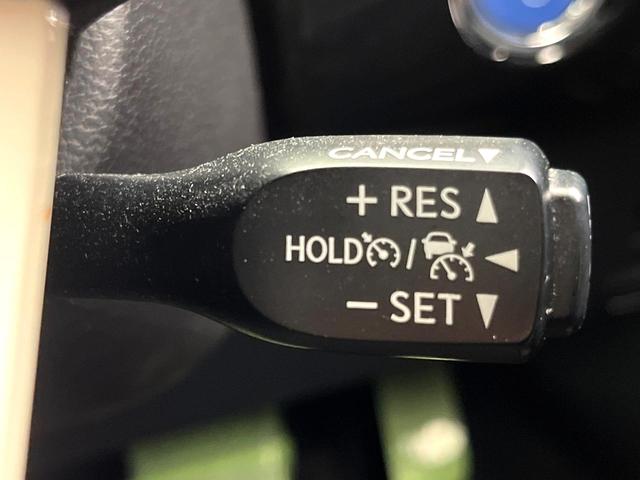 CANCEL▼
+ RES ▲
HOLD / ◀
− SET ▼